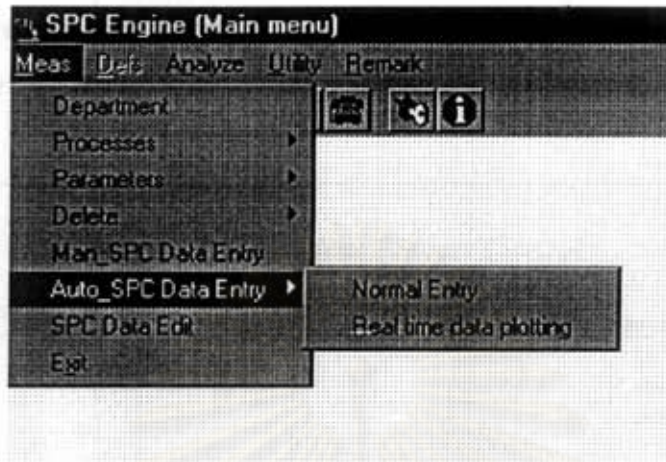 SPC Engine (Main menu)
Meas Defs Analyze Utility Remark
Department
Processes
Parameters
Delete
Man_SPC Data Entry
Auto_SPC Data Entry
Normal Entry
Real time data plotting
SPC Data Edit
Exit